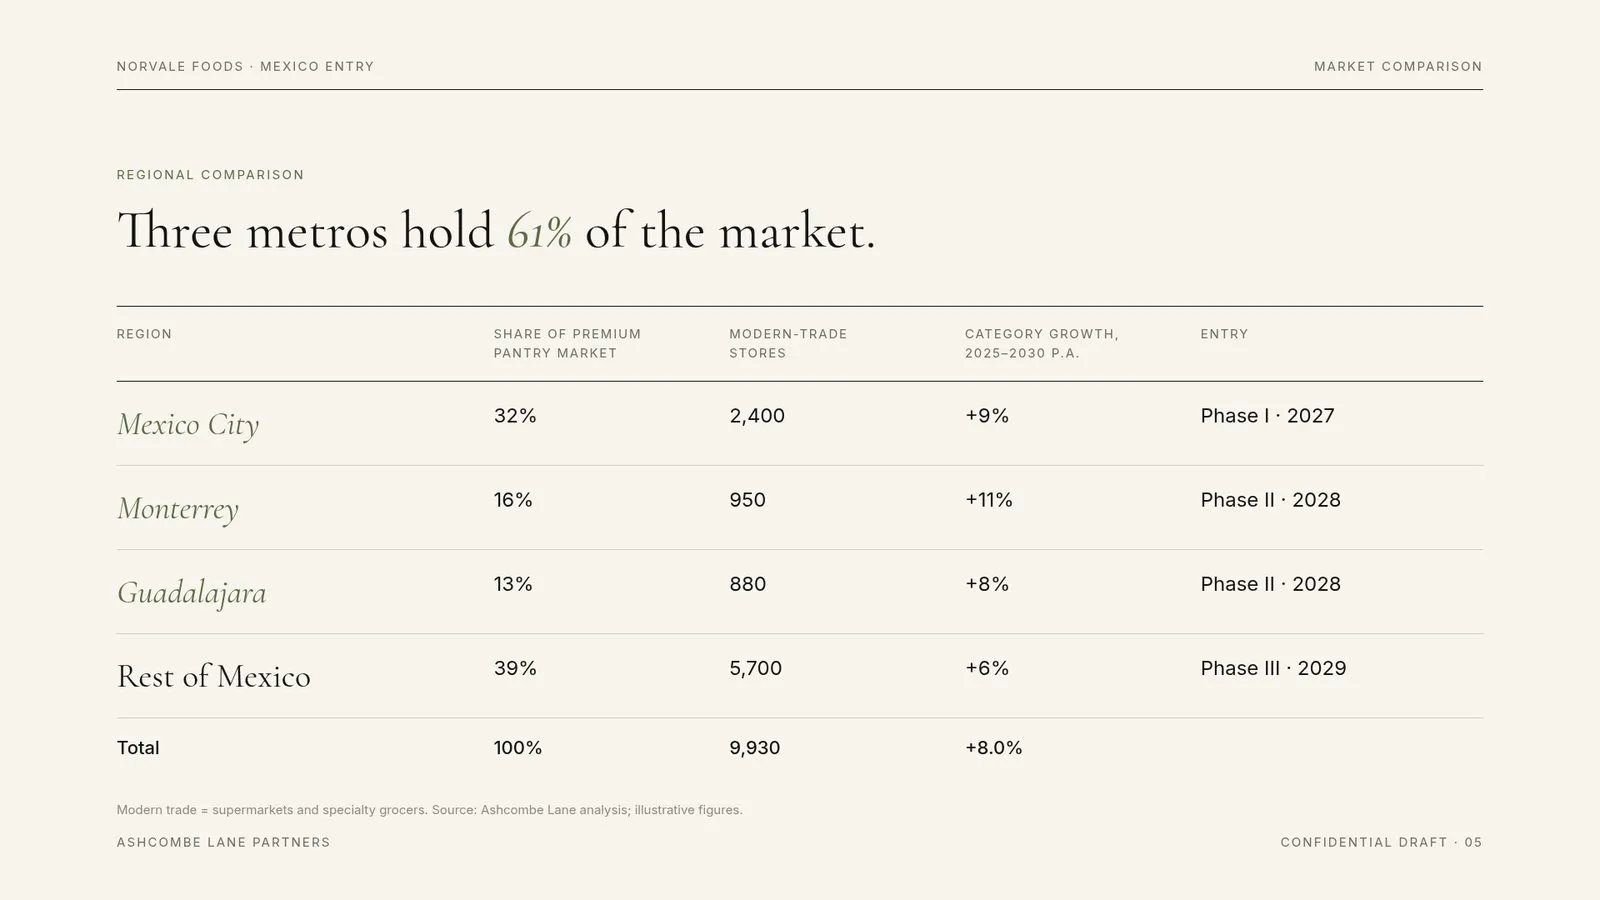 NORVALE FOODS · MEXICO ENTRY
MARKET COMPARISON
REGIONAL COMPARISON
Three metros hold 61% of the market.
REGION
SHARE OF PREMIUM
PANTRY MARKET
MODERN-TRADE
STORES
CATEGORY GROWTH,
2025–2030 P.A.
ENTRY
Mexico City 32% 2,400 +9% Phase I · 2027
Monterrey 16% 950 +11% Phase II · 2028
Guadalajara 13% 880 +8% Phase II · 2028
Rest of Mexico 39% 5,700 +6% Phase III · 2029
Total 100% 9,930 +8.0%
Modern trade = supermarkets and specialty grocers. Source: Ashcombe Lane analysis; illustrative figures.
ASHCOMBE LANE PARTNERS
CONFIDENTIAL DRAFT · 05